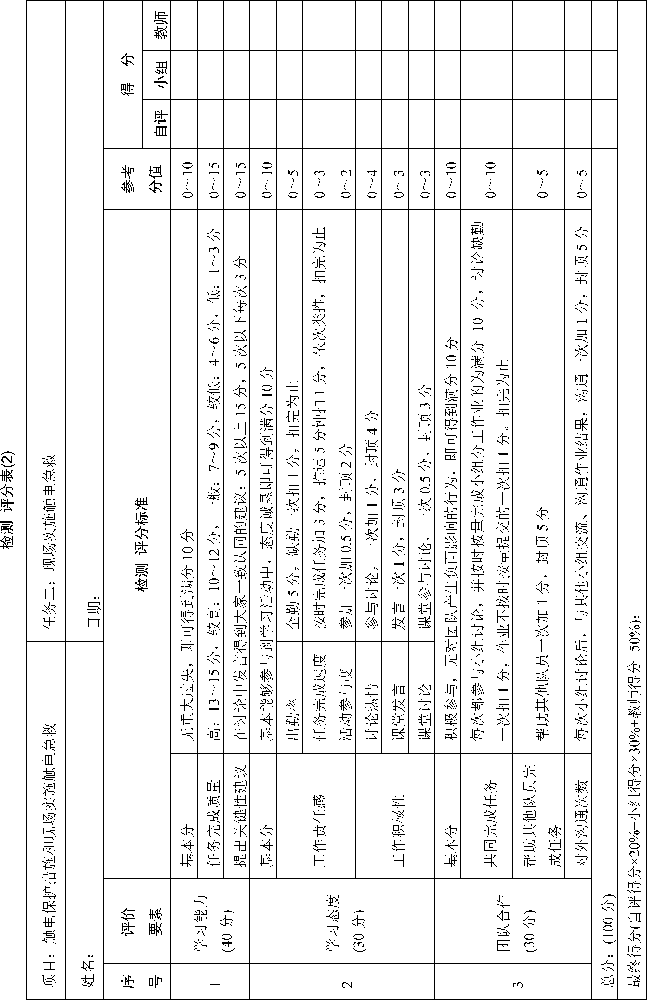 检测-评分表(2)
项目：触电保护措施和现场实施触电急救
任务二：现场实施触电急救
姓名：
日期：
序号
评价要素
检测-评分标准
参考分值
得 分
自评
小组
教师
1
学习能力
(40 分)
基本分
无重大过失，即可得到满分 10 分
0～10
任务完成质量
高：13～15 分，较高：10～12 分，一般：7～9 分，较低：4～6 分，低：1～3 分
0～15
提出关键性建议
在讨论中发言得到大家一致认同的建议：5 次以上 15 分，5 次以下每次 3 分
0～15
2
学习态度
(30 分)
基本分
基本能够参与到学习活动中，态度诚恳即可得到满分 10 分
0～10
工作责任感
出勤率
全勤 5 分，缺勤一次扣 1 分，扣完为止
0～5
任务完成速度
按时完成任务加 3 分，推迟 5 分钟扣 1 分，依次类推，扣完为止
0～3
活动参与度
参加一次加 0.5 分，封顶 2 分
0～2
工作积极性
讨论热情
参与讨论，一次加 1 分，封顶 4 分
0～4
课堂发言
发言一次 1 分，封顶 3 分
0～3
课堂讨论
课堂参与讨论，一次 0.5 分，封顶 3 分
0～3
3
团队合作
(30 分)
基本分
积极参与，无对团队产生负面影响的行为，即可得到满分 10 分
0～10
共同完成任务
每次都参与小组讨论，并按时按量完成小组分工作业的为满分 10 分，讨论缺勤
一次扣 1 分，作业不按时按量提交的一次扣 1 分。扣完为止
0～10
帮助其他队员完
成任务
帮助其他队员一次加 1 分，封顶 5 分
0～5
对外沟通次数
每次小组讨论后，与其他小组交流、沟通作业结果，沟通一次加 1 分，封顶 5 分
0～5
总分：(100 分)
最终得分(自评得分×20%+小组得分×30%+教师得分×50%)：